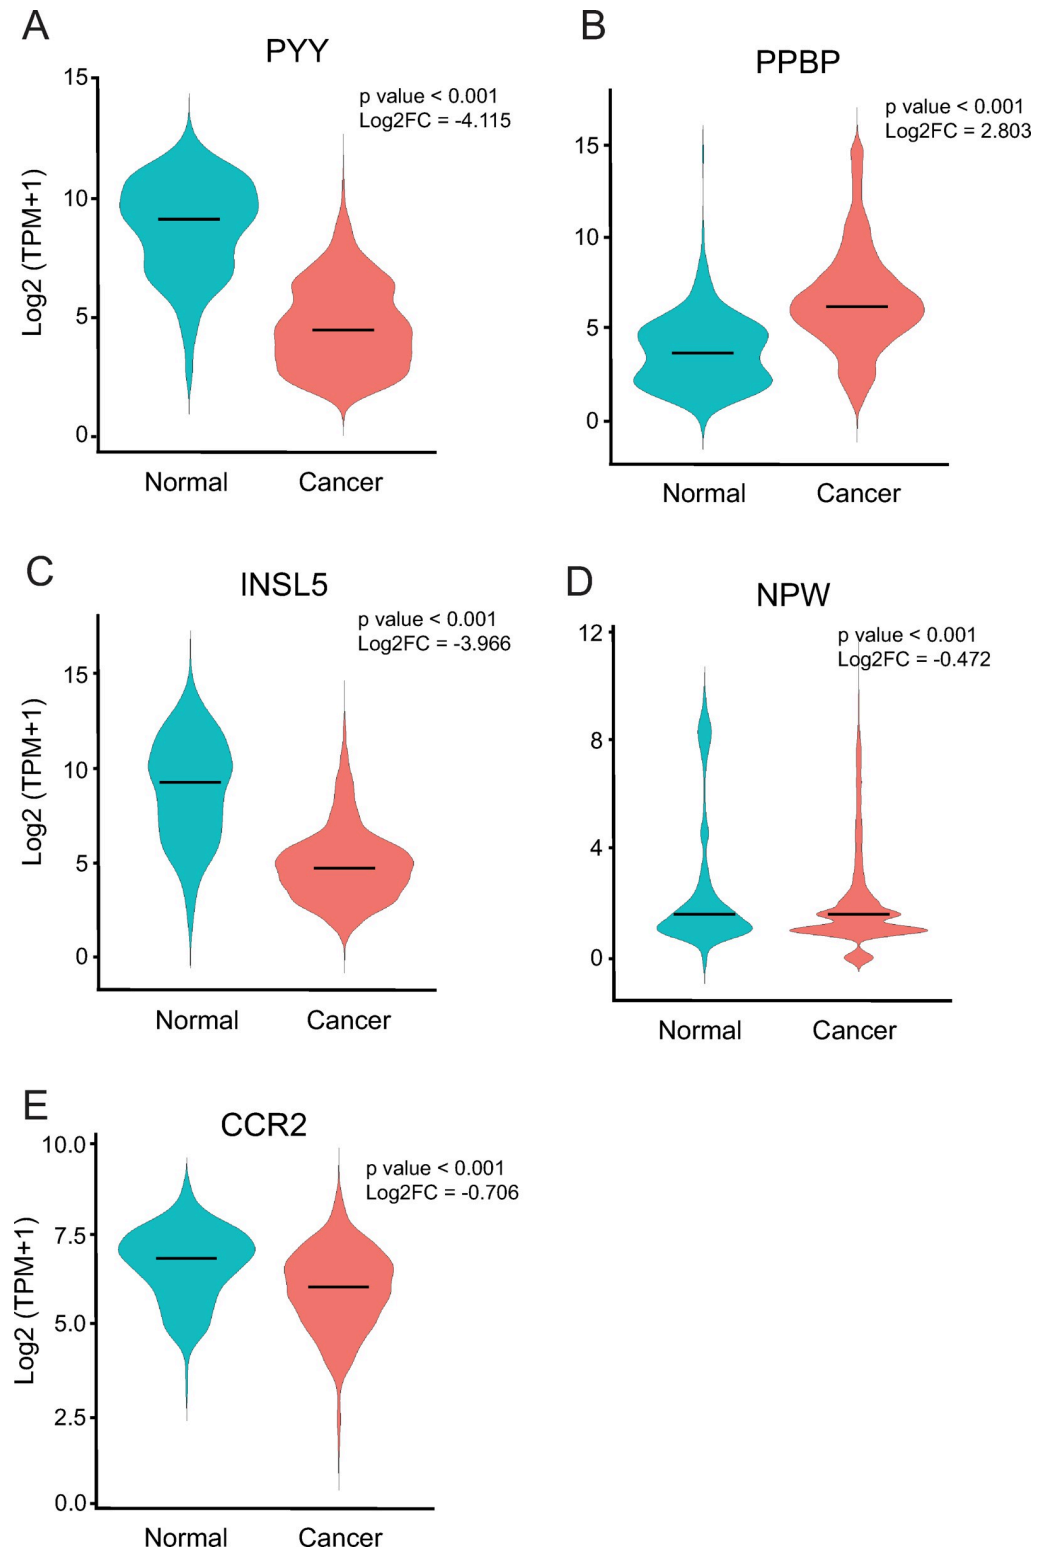 A
PYY
p value < 0.001
Log2FC = -4.115
Log2 (TPM+1)
15
10
5
0
Normal
Cancer
B
PPBP
p value < 0.001
Log2FC = 2.803
15
10
5
0
Normal
Cancer
C
INSL5
p value < 0.001
Log2FC = -3.966
Log2 (TPM+1)
15
10
5
0
Normal
Cancer
D
NPW
p value < 0.001
Log2FC = -0.472
12
8
4
0
Normal
Cancer
E
CCR2
p value < 0.001
Log2FC = -0.706
Log2 (TPM+1)
10.0
7.5
5.0
2.5
0.0
Normal
Cancer